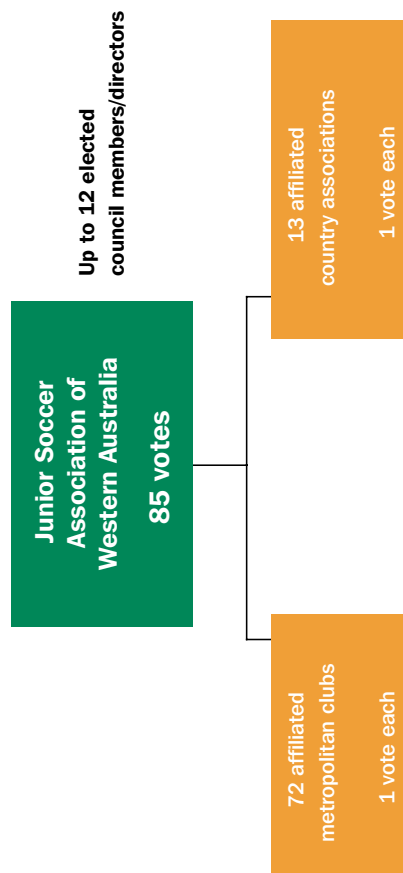 Junior Soccer
Association of
Western Australia
85 votes
Up to 12 elected
council members/directors
72 affiliated
metropolitan clubs
1 vote each
13 affiliated
country associations
1 vote each